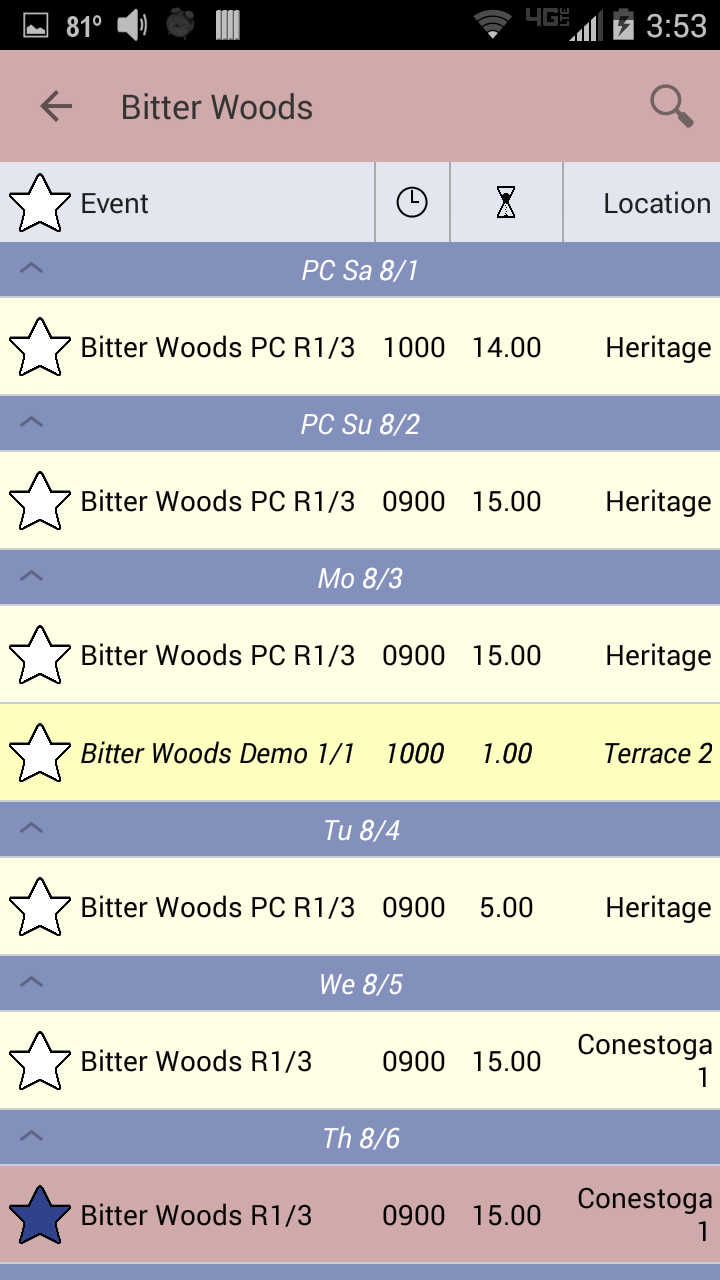 81° 4G LTE 3:53
Bitter Woods
Event Location
PC Sa 8/1
Bitter Woods PC R1/3 1000 14.00 Heritage
PC Su 8/2
Bitter Woods PC R1/3 0900 15.00 Heritage
Mo 8/3
Bitter Woods PC R1/3 0900 15.00 Heritage
Bitter Woods Demo 1/1 1000 1.00 Terrace 2
Tu 8/4
Bitter Woods PC R1/3 0900 5.00 Heritage
We 8/5
Bitter Woods R1/3 0900 15.00 Conestoga
1
Th 8/6
Bitter Woods R1/3 0900 15.00 Conestoga
1